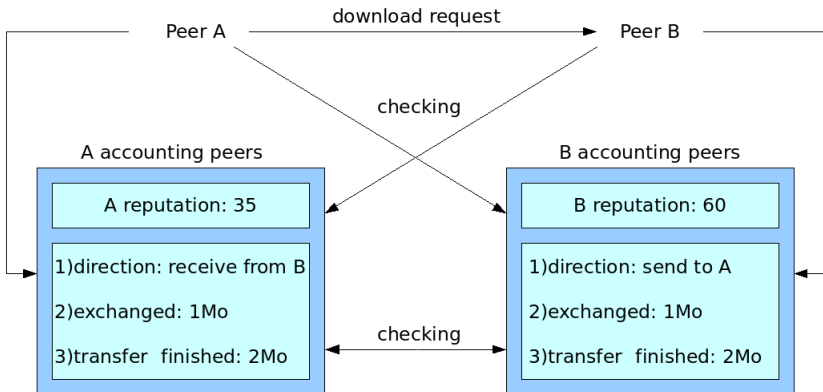 download request
Peer A
Peer B
checking
A accounting peers
B accounting peers
A reputation: 35
B reputation: 60
1)direction: receive from B
2)exchanged: 1Mo
3)transfer finished: 2Mo
1)direction: send to A
2)exchanged: 1Mo
3)transfer finished: 2Mo
checking